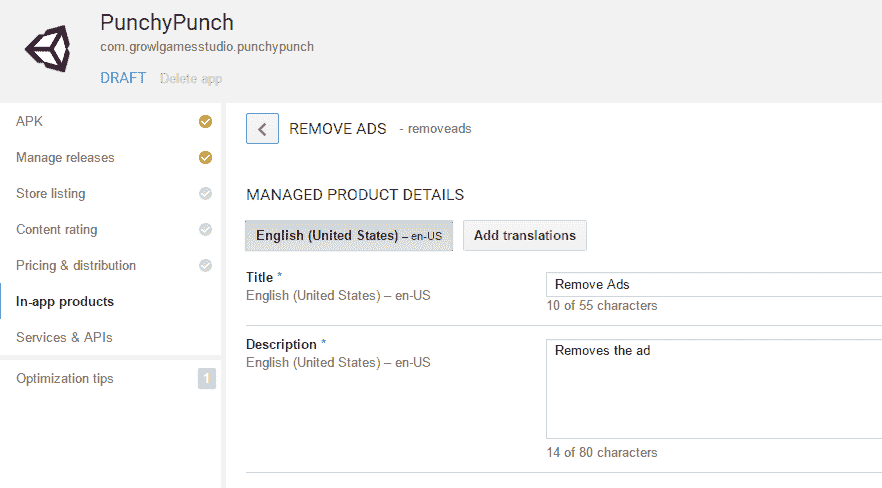 PunchyPunch
com.growlgamesstudio.punchypunch
DRAFT Delete app
APK
Manage releases
Store listing
Content rating
Pricing & distribution
In-app products
Services & APIs
Optimization tips 1
REMOVE ADS - removeads
MANAGED PRODUCT DETAILS
English (United States) – en-US Add translations
Title *
English (United States) – en-US
Remove Ads
10 of 55 characters
Description *
English (United States) – en-US
Removes the ad
14 of 80 characters